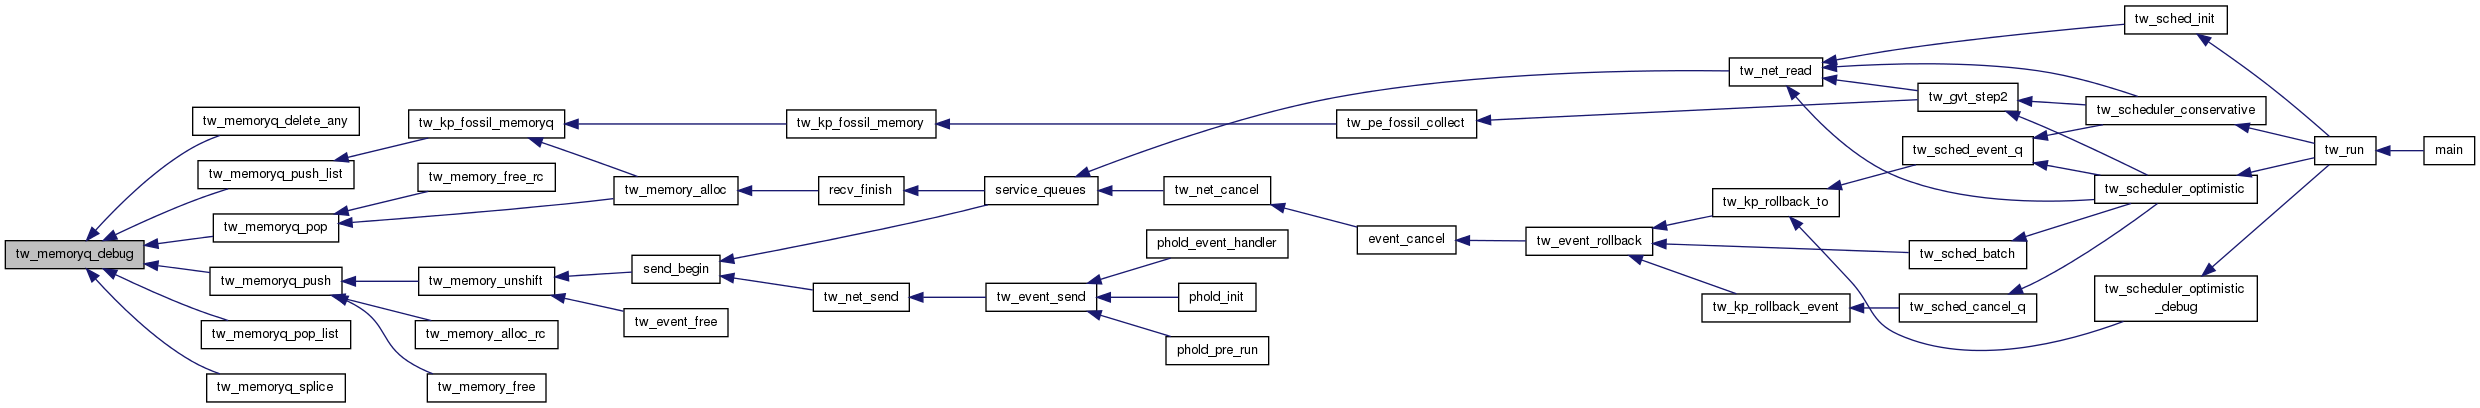 tw_sched_init
tw_net_read
tw_gvt_step2
tw_memoryq_delete_any
tw_kp_fossil_memoryq
tw_kp_fossil_memory
tw_pe_fossil_collect
tw_scheduler_conservative
tw_sched_event_q
tw_run
main
tw_memoryq_push_list
tw_memory_free_rc
tw_memory_alloc
recv_finish
service_queues
tw_net_cancel
tw_scheduler_optimistic
tw_kp_rollback_to
tw_memoryq_pop
tw_memoryq_debug
phold_event_handler
event_cancel
tw_event_rollback
tw_sched_batch
tw_memoryq_push
tw_memory_unshift
send_begin
tw_net_send
tw_event_send
phold_init
tw_kp_rollback_event
tw_sched_cancel_q
tw_scheduler_optimistic
_debug
tw_memoryq_pop_list
tw_memory_alloc_rc
tw_event_free
phold_pre_run
tw_memoryq_splice
tw_memory_free